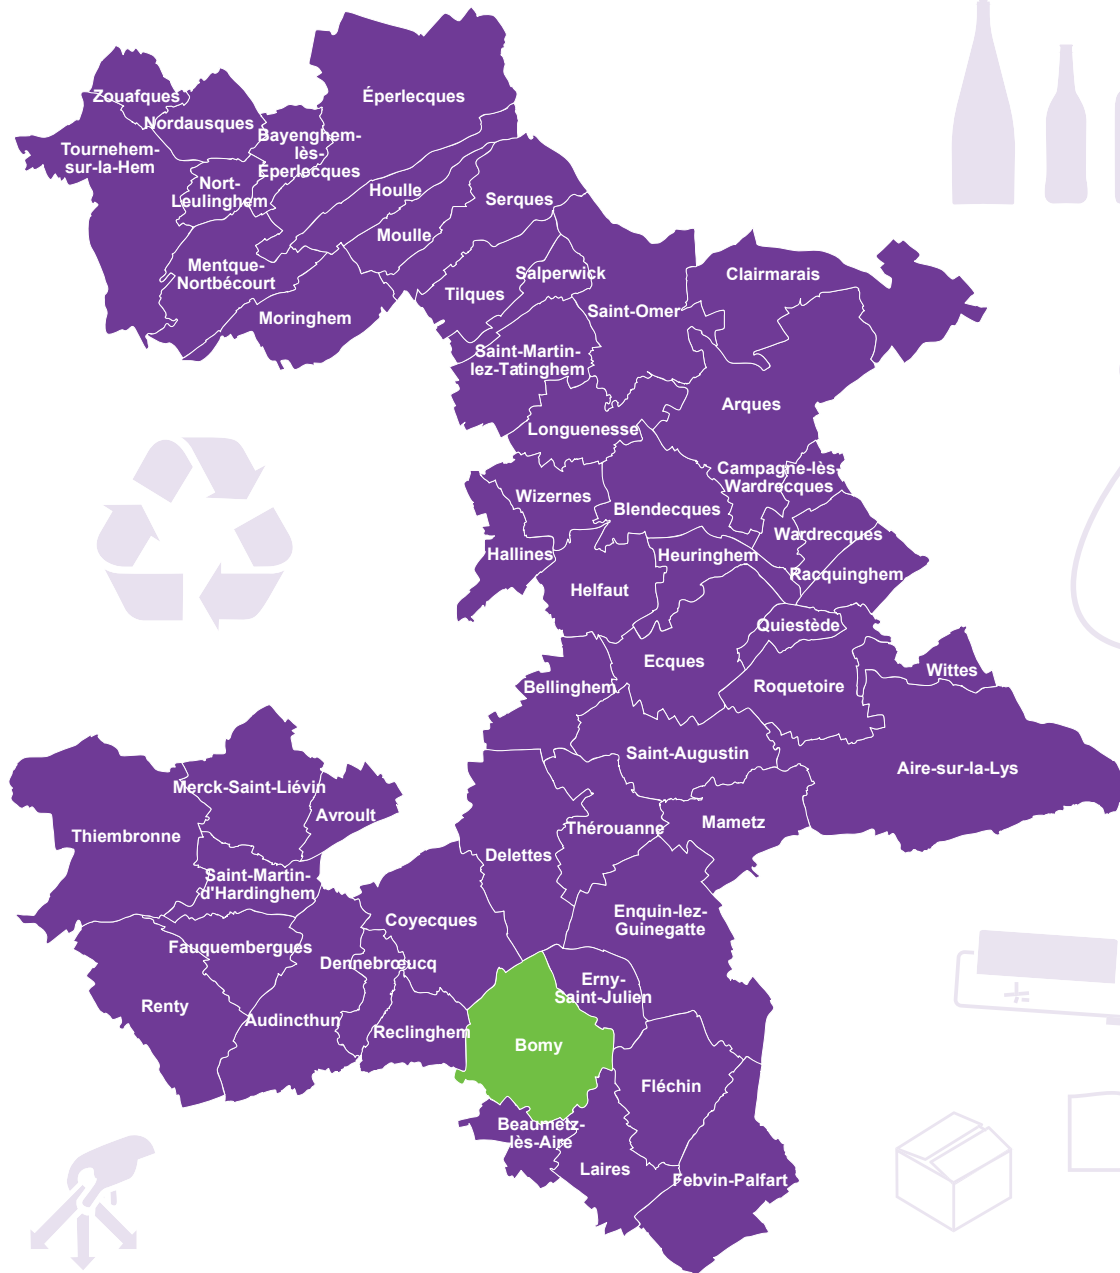 Éperlecques
Zouafques
Nordausques
Bayenghem-
lès-
Éperlecques
Tournehem-
sur-la-Hem
Nort-
Leulinghem
Houlle
Serques
Moulle
Mentque-
Nortbécourt
Salperwick
Clairmarais
Tilques
Saint-Omer
Moringhem
Saint-Martin-
lez-Tatinghem
Arques
Longuenesse
Campagne-lès-
Wardrecques
Wizernes
Blendecques
Wardrecques
Hallines
Heuringhem
Racquinghem
Helfaut
Quiestède
Ecques
Wittes
Bellinghem
Roquetoire
Saint-Augustin
Aire-sur-la-Lys
Merck-Saint-Liévin
Avroult
Thiembronne
Thérouanne
Mametz
Delettes
Saint-Martin-
d'Hardinghem
Coyecques
Enquin-lez-
Guinegatte
Fauquembergues
Dennebrœucq
Erny-
Saint-Julien
Renty
Audincthun
Reclinghem
Bomy
Fléchin
Beaumetz-
lès-Aire
Laires
Febvin-Palfart